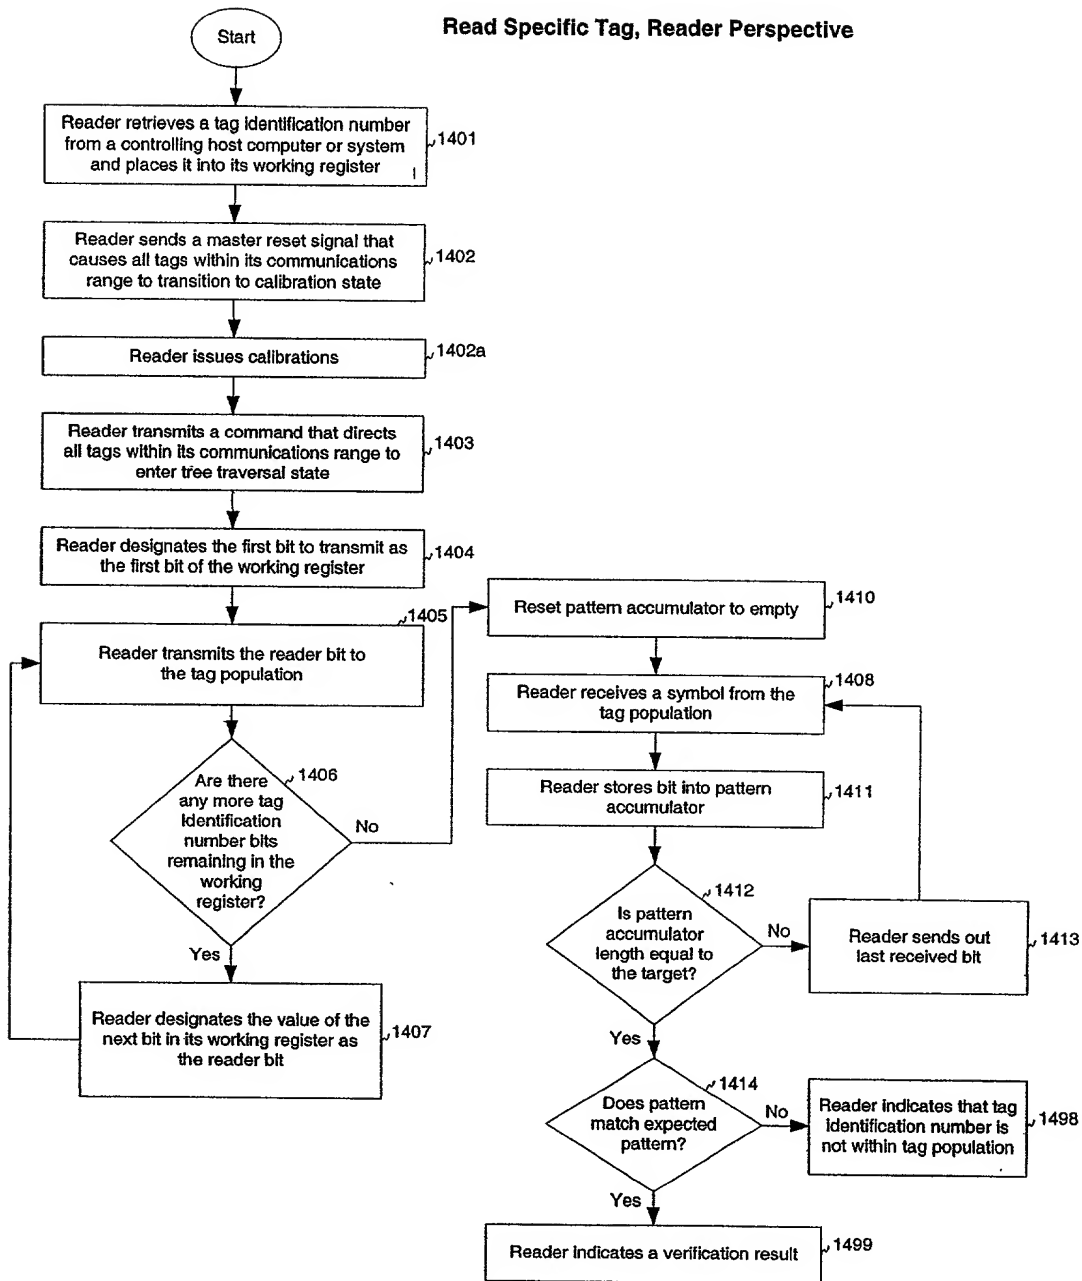 Read Specific Tag, Reader Perspective
Start
Reader retrieves a tag identification number
from a controlling host computer or system
and places it into its working register
1401
Reader sends a master reset signal that
causes all tags within its communications
range to transition to calibration state
1402
Reader issues calibrations
1402a
Reader transmits a command that directs
all tags within its communications range to
enter tree traversal state
1403
Reader designates the first bit to transmit as
the first bit of the working register
1404
Reader transmits the reader bit to
the tag population
1405
Are there
any more tag
identification
number bits
remaining in the
working
register?
1406
No
Yes
Reader designates the value of the
next bit in its working register as
the reader bit
1407
Reset pattern accumulator to empty
1410
Reader receives a symbol from the
tag population
1408
Reader stores bit into pattern
accumulator
1411
Is pattern
accumulator
length equal to
the target?
1412
No
Reader sends out
last received bit
1413
Yes
Does pattern
match expected
pattern?
1414
No
Reader indicates that tag
identification number is
not within tag population
1498
Yes
Reader indicates a verification result
1499